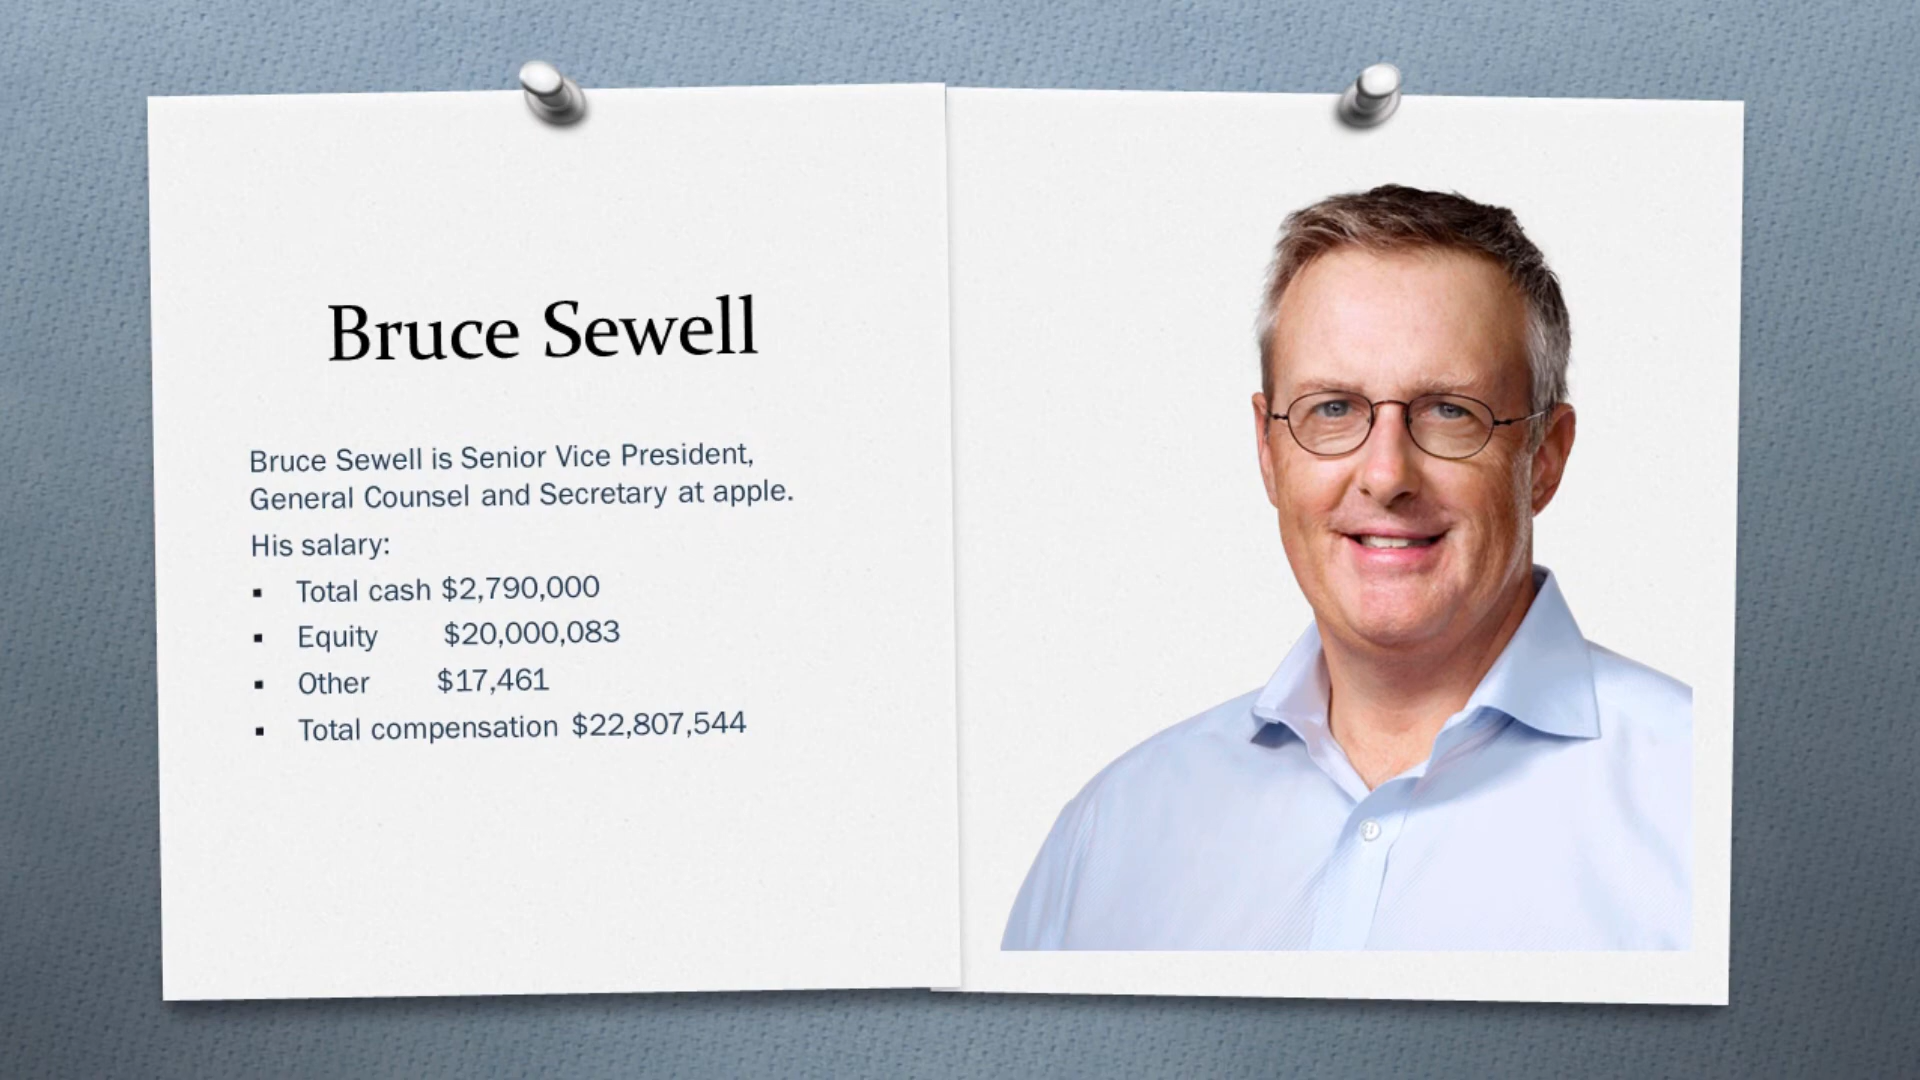 Bruce Sewell
Bruce Sewell is Senior Vice President,
General Counsel and Secretary at apple.
His salary:
▪ Total cash $2,790,000
▪ Equity $20,000,083
▪ Other $17,461
▪ Total compensation $22,807,544